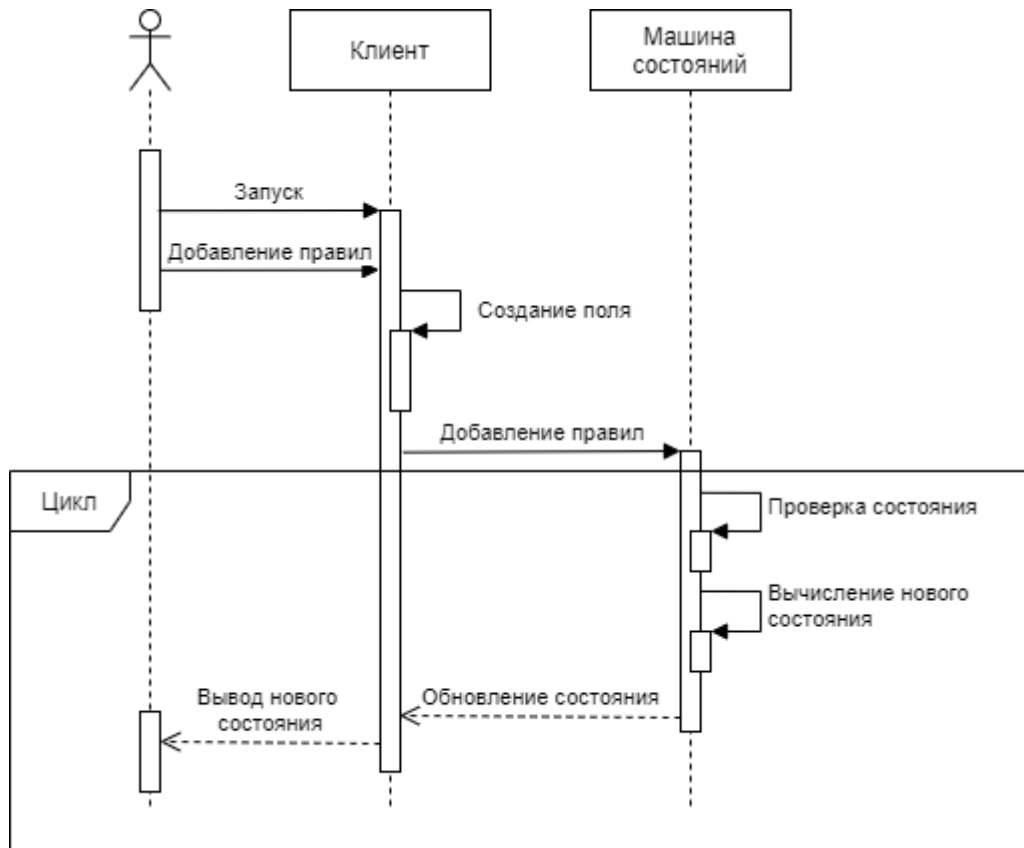 Клиент
Машина
состояний
Запуск
Добавление правил
Создание поля
Добавление правил
Цикл
Проверка состояния
Вычисление нового
состояния
Обновление состояния
Вывод нового
состояния